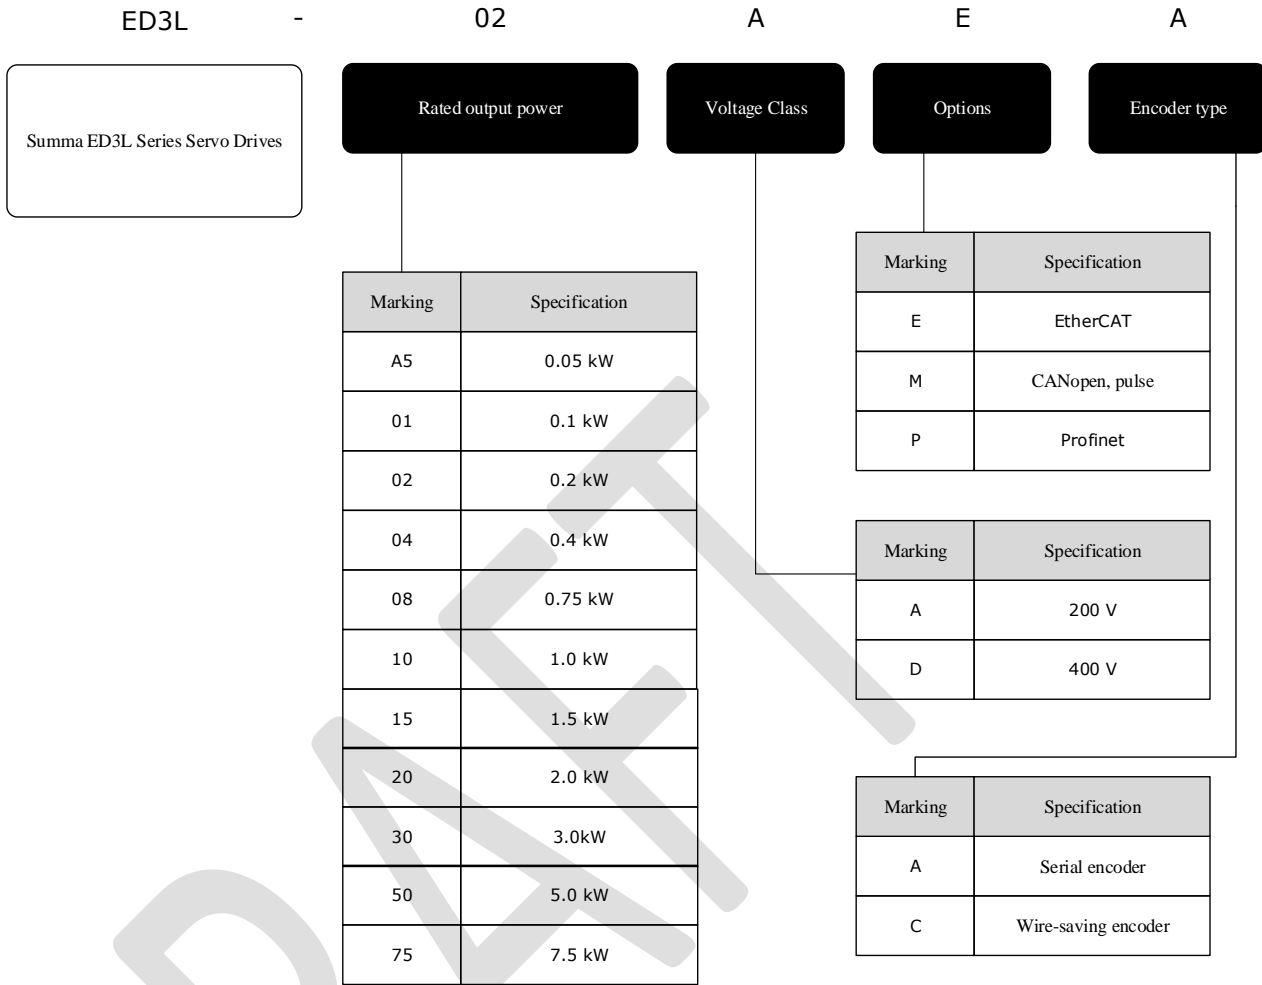 ED3L - 02 A E A
Summa ED3L Series Servo Drives
Rated output power
Voltage Class
Options
Encoder type
Marking Specification
A5 0.05 kW
01 0.1 kW
02 0.2 kW
04 0.4 kW
08 0.75 kW
10 1.0 kW
15 1.5 kW
20 2.0 kW
30 3.0kW
50 5.0 kW
75 7.5 kW
Marking Specification
E EtherCAT
M CANopen, pulse
P Profinet
Marking Specification
A 200 V
D 400 V
Marking Specification
A Serial encoder
C Wire-saving encoder